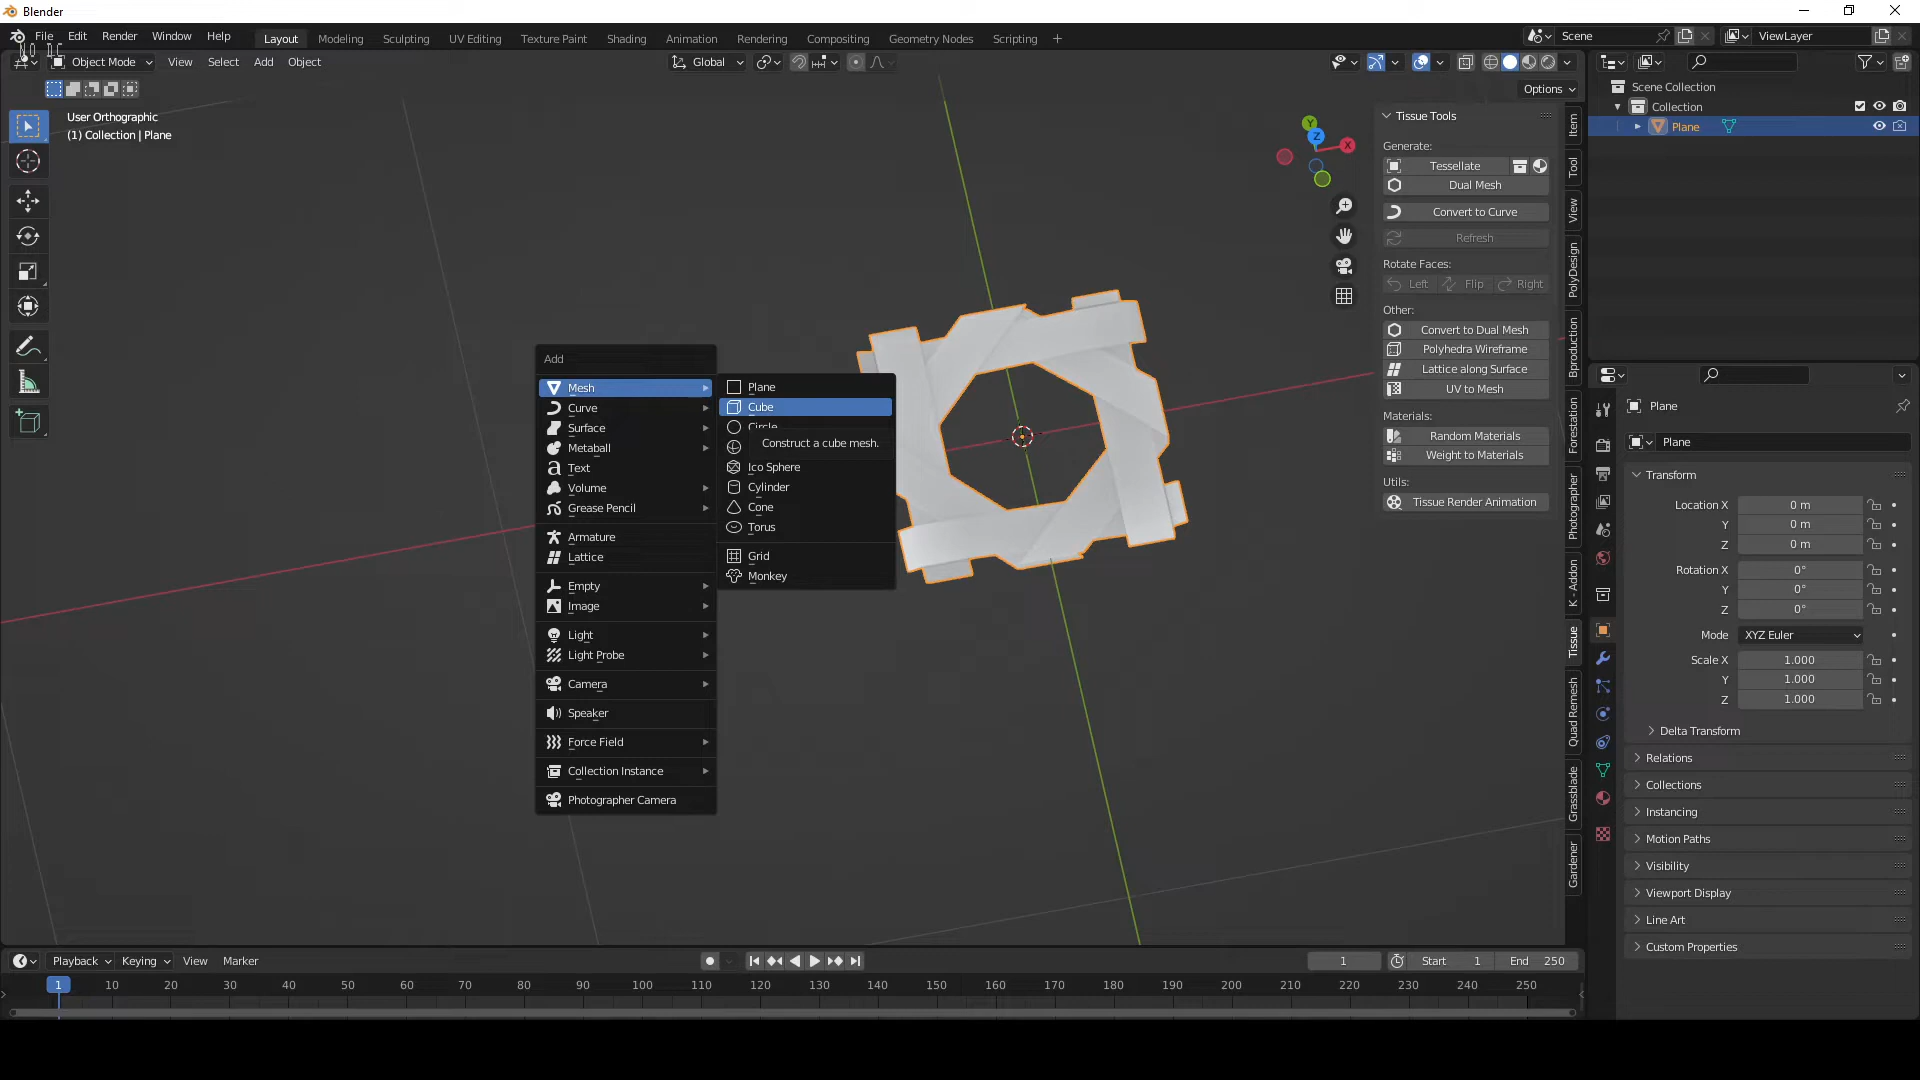 Blender
File Edit Render Window Help
Layout Modeling Sculpting UV Editing Texture Paint Shading Animation Rendering Compositing Geometry Nodes Scripting +
Scene
ViewLayer
Object Mode View Select Add Object
Global
Options
User Orthographic
(1) Collection | Plane
Y
Z
X
Tissue Tools
Generate:
Tessellate
Dual Mesh
Convert to Curve
Refresh
Rotate Faces:
Left Flip Right
Other:
Convert to Dual Mesh
Polyhedra Wireframe
Lattice along Surface
UV to Mesh
Materials:
Random Materials
Weight to Materials
Utils:
Tissue Render Animation
Item
Tool
View
PolyDesign
Bproduction
Forestation
Photographer
K - Addon
Tissue
Quad Remesh
Grassblade
Gardener
Add
Mesh
Curve
Surface
Metaball
Text
Volume
Grease Pencil
Armature
Lattice
Empty
Image
Light
Light Probe
Camera
Speaker
Force Field
Collection Instance
Photographer Camera
Plane
Cube
Circle
Construct a cube mesh.
Ico Sphere
Cylinder
Cone
Torus
Grid
Monkey
Scene Collection
Collection
Plane
Plane
Plane
Transform
Location X 0 m
Y 0 m
Z 0 m
Rotation X 0°
Y 0°
Z 0°
Mode XYZ Euler
Scale X 1.000
Y 1.000
Z 1.000
Delta Transform
Relations
Collections
Instancing
Motion Paths
Visibility
Viewport Display
Line Art
Custom Properties
Playback Keying View Marker
1 Start 1 End 250
1 10 20 30 40 50 60 70 80 90 100 110 120 130 140 150 160 170 180 190 200 210 220 230 240 250